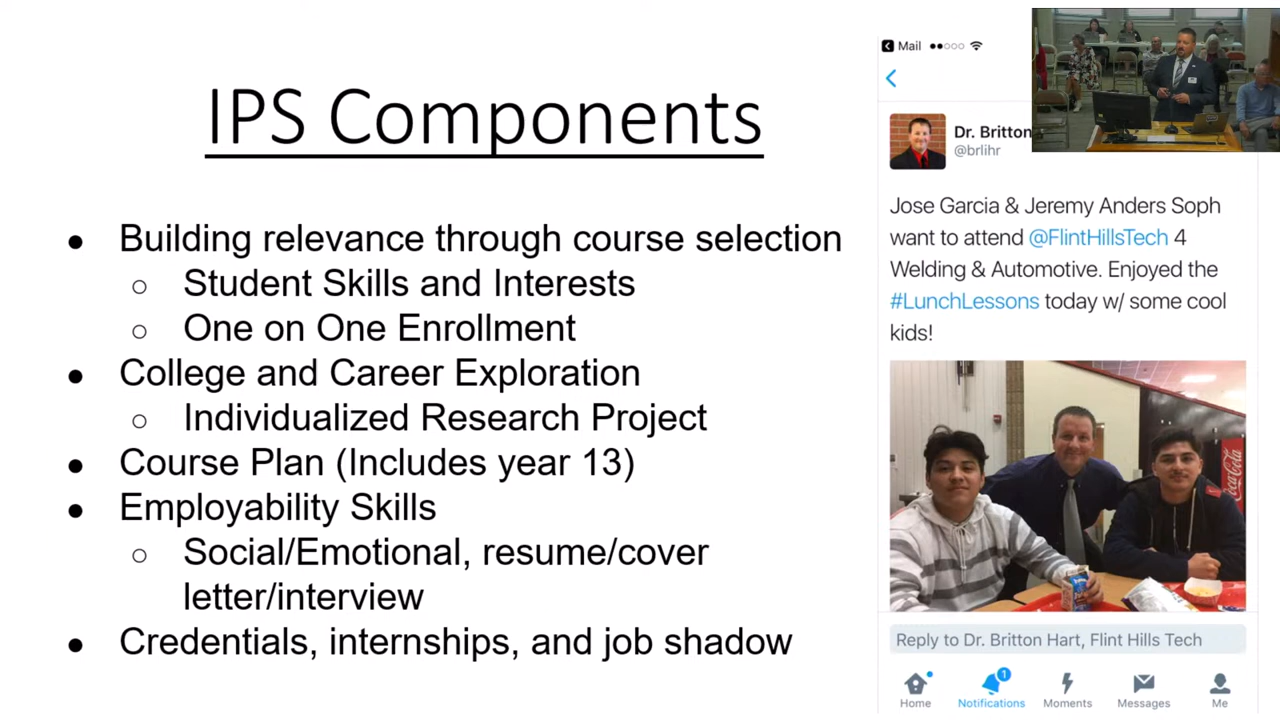 IPS Components
● Building relevance through course selection
○ Student Skills and Interests
○ One on One Enrollment
● College and Career Exploration
○ Individualized Research Project
● Course Plan (Includes year 13)
● Employability Skills
○ Social/Emotional, resume/cover
letter/interview
● Credentials, internships, and job shadow
Mail
Dr. Britton
@brlihr
Jose Garcia & Jeremy Anders Soph
want to attend @FlintHillsTech 4
Welding & Automotive. Enjoyed the
#LunchLessons today w/ some cool
kids!
Coca-Cola
Reply to Dr. Britton Hart, Flint Hills Tech
1
Home Notifications Moments Messages Me